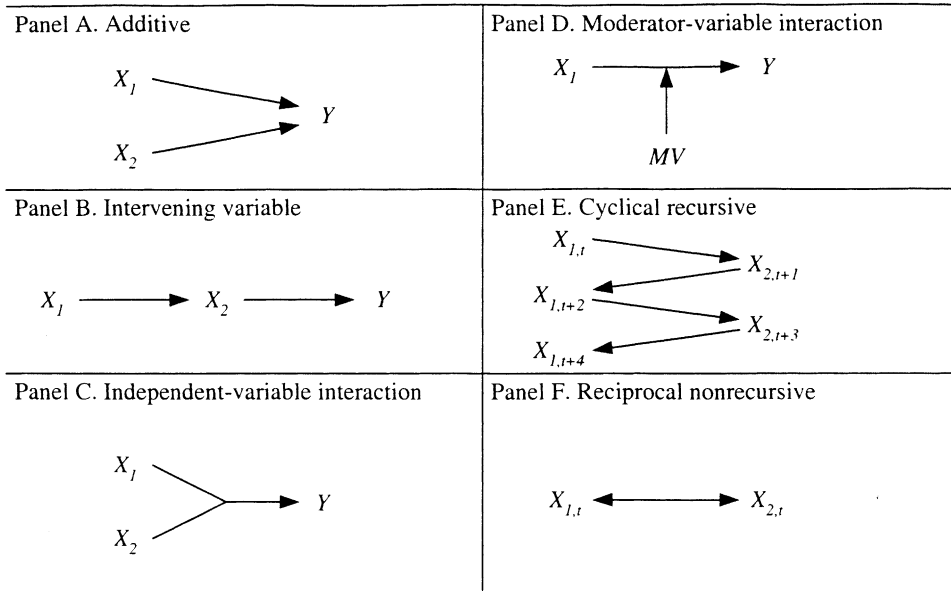 Panel A. Additive
X1
Y
X2
Panel B. Intervening variable
X1 X2 Y
Panel C. Independent-variable interaction
X1
Y
X2
Panel D. Moderator-variable interaction
X1 Y
MV
Panel E. Cyclical recursive
X1,t
X2,t+1
X1,t+2
X2,t+3
X1,t+4
Panel F. Reciprocal nonrecursive
X1,t X2,t